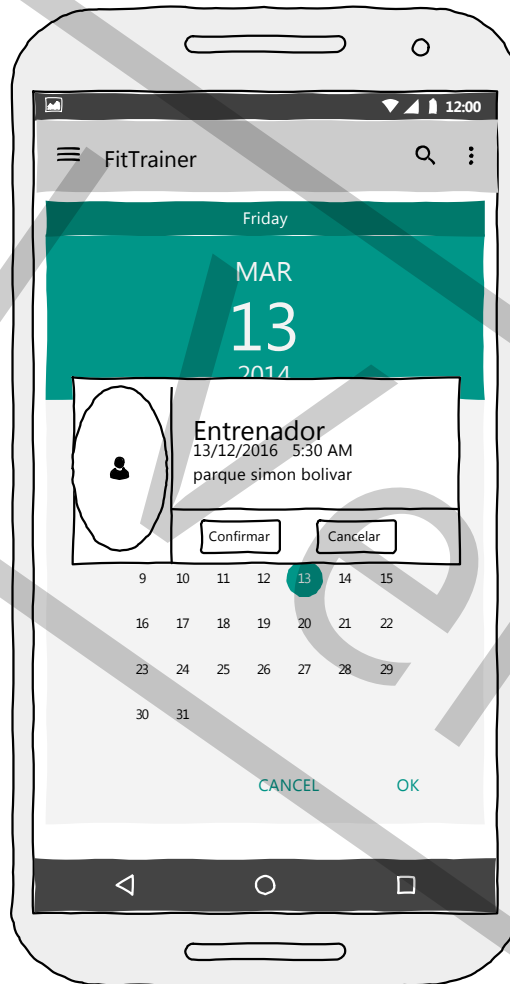 12:00
FitTrainer
Friday
MAR
13
2014
Entrenador
13/12/2016 5:30 AM
parque simon bolivar
Confirmar Cancelar
9 10 11 12 13 14 15
16 17 18 19 20 21 22
23 24 25 26 27 28 29
30 31
CANCEL OK